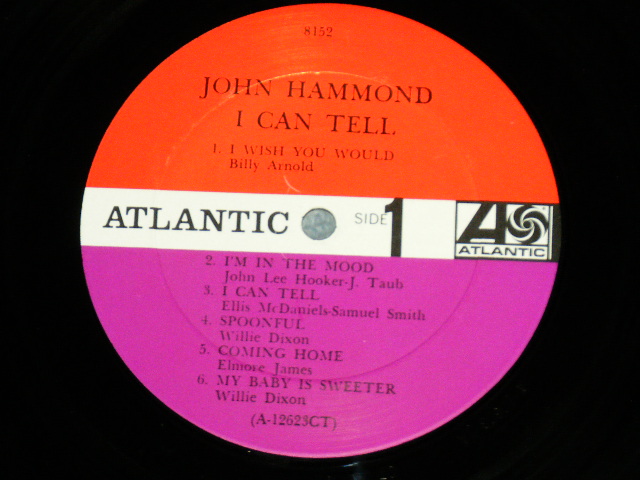 8152
JOHN HAMMOND
I CAN TELL
1. I WISH YOU WOULD
Billy Arnold
ATLANTIC
SIDE 1
ATLANTIC
2. I'M IN THE MOOD
John Lee Hooker-J. Taub
3. I CAN TELL
Ellis McDaniels-Samuel Smith
4. SPOONFUL
Willie Dixon
5. COMING HOME
Elmore James
6. MY BABY IS SWEETER
Willie Dixon
(A-12623CT)